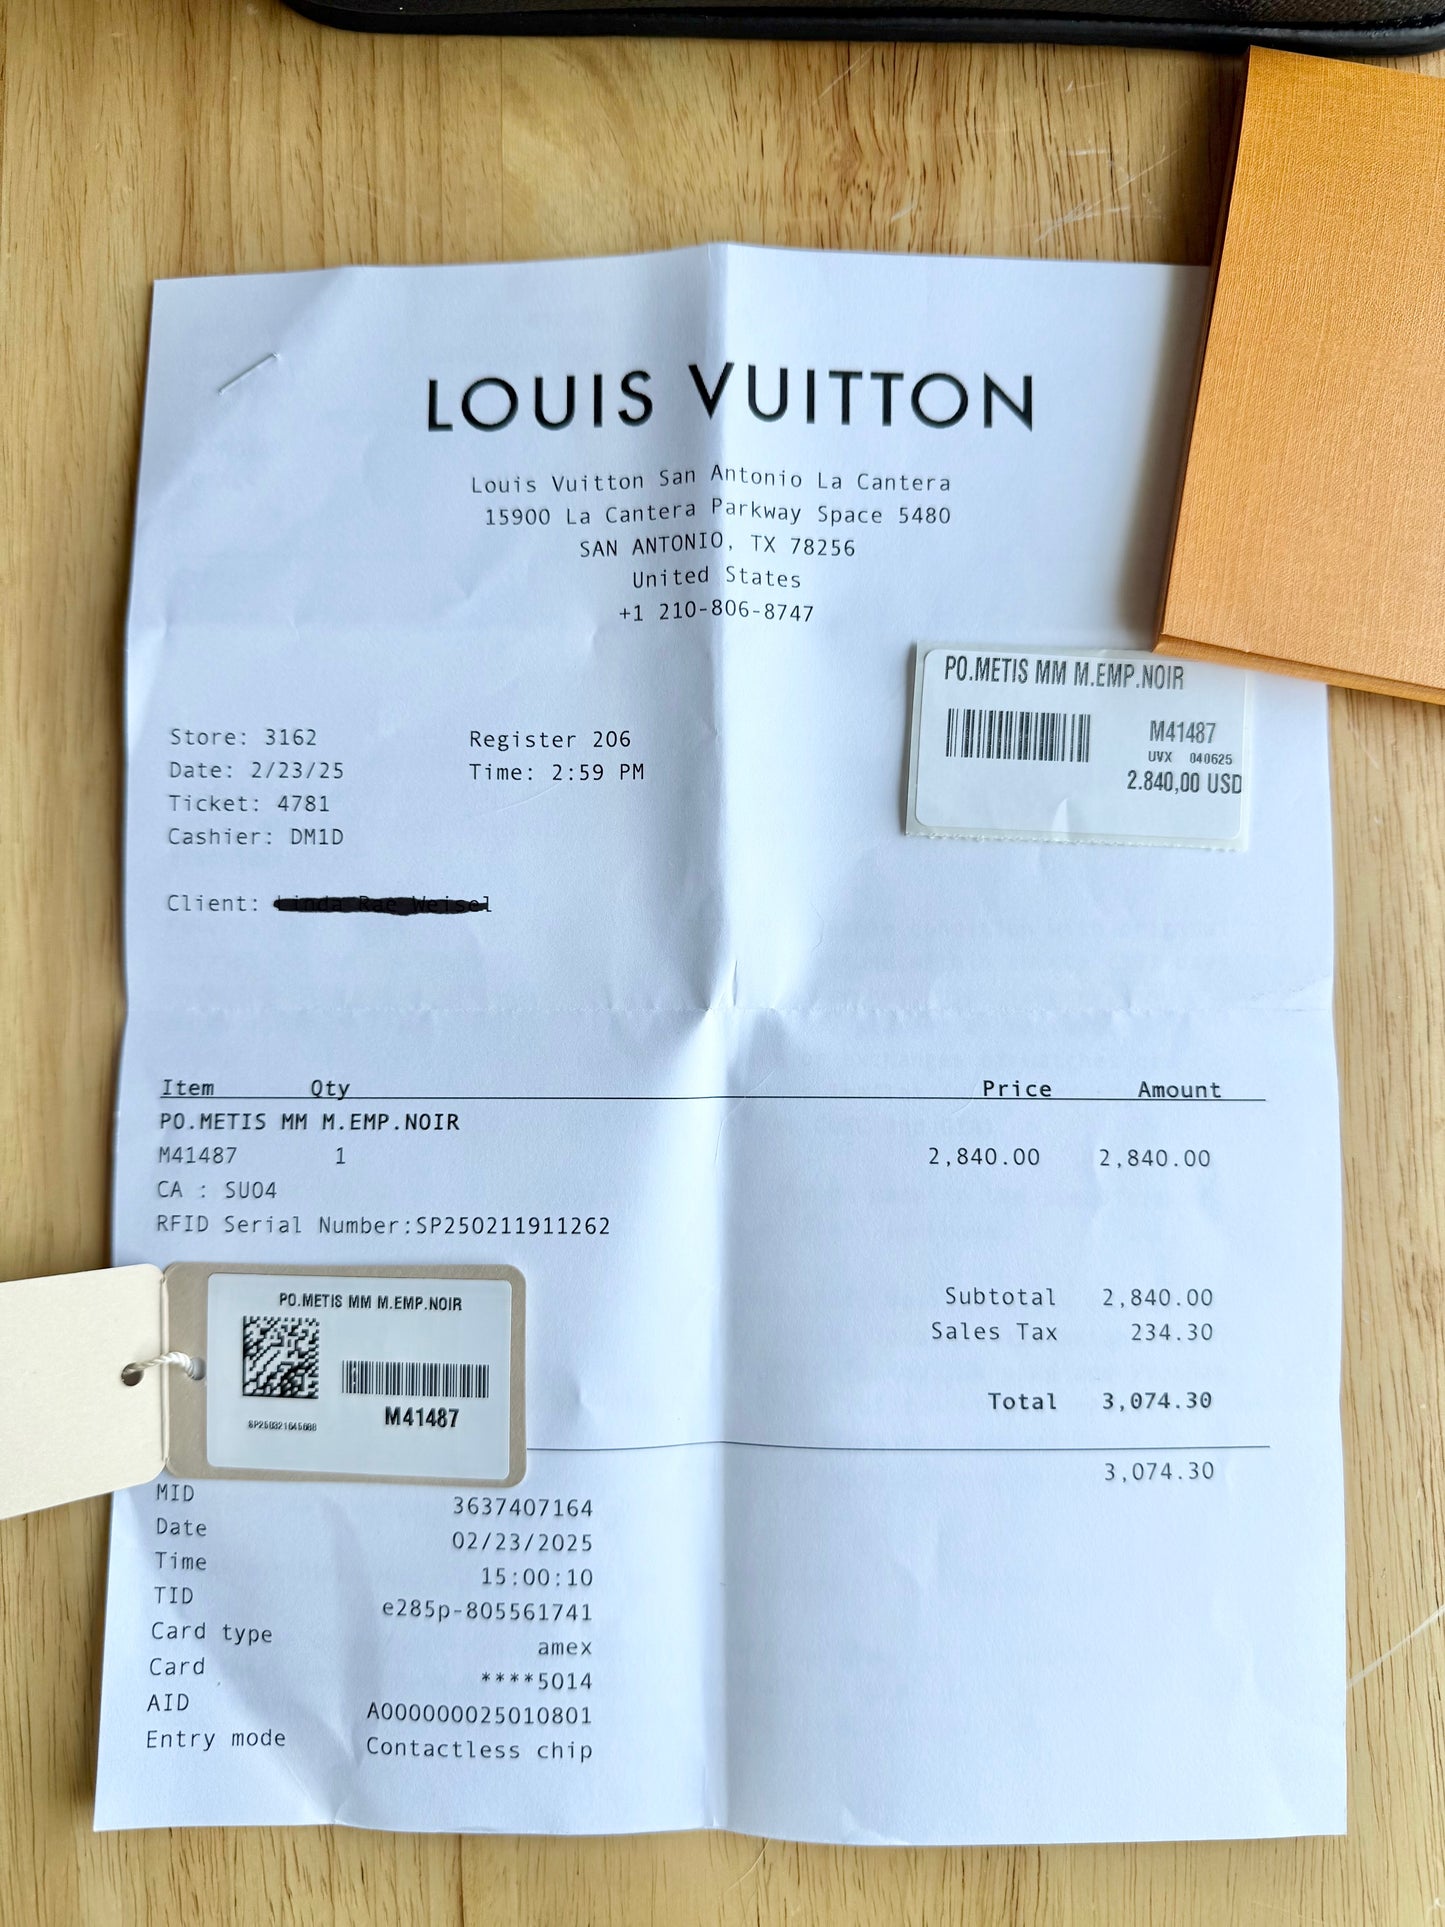 LOUIS VUITTON
Louis Vuitton San Antonio La Cantera
15900 La Cantera Parkway Space 5480
SAN ANTONIO, TX 78256
United States
+1 210-806-8747
PO.METIS MM M.EMP.NOIR
M41487
UVX 040625
2.840,00 USD
Store: 3162 Register 206
Date: 2/23/25 Time: 2:59 PM
Ticket: 4781
Cashier: DM1D
Client:
Item Qty Price Amount
PO.METIS MM M.EMP.NOIR
M41487 1 2,840.00 2,840.00
CA : SU04
RFID Serial Number:SP250211911262
PO.METIS MM M.EMP.NOIR
M41487
Subtotal 2,840.00
Sales Tax 234.30
Total 3,074.30
3,074.30
MID 3637407164
Date 02/23/2025
Time 15:00:10
TID e285p-805561741
Card type amex
Card ****5014
AID A000000025010801
Entry mode Contactless chip